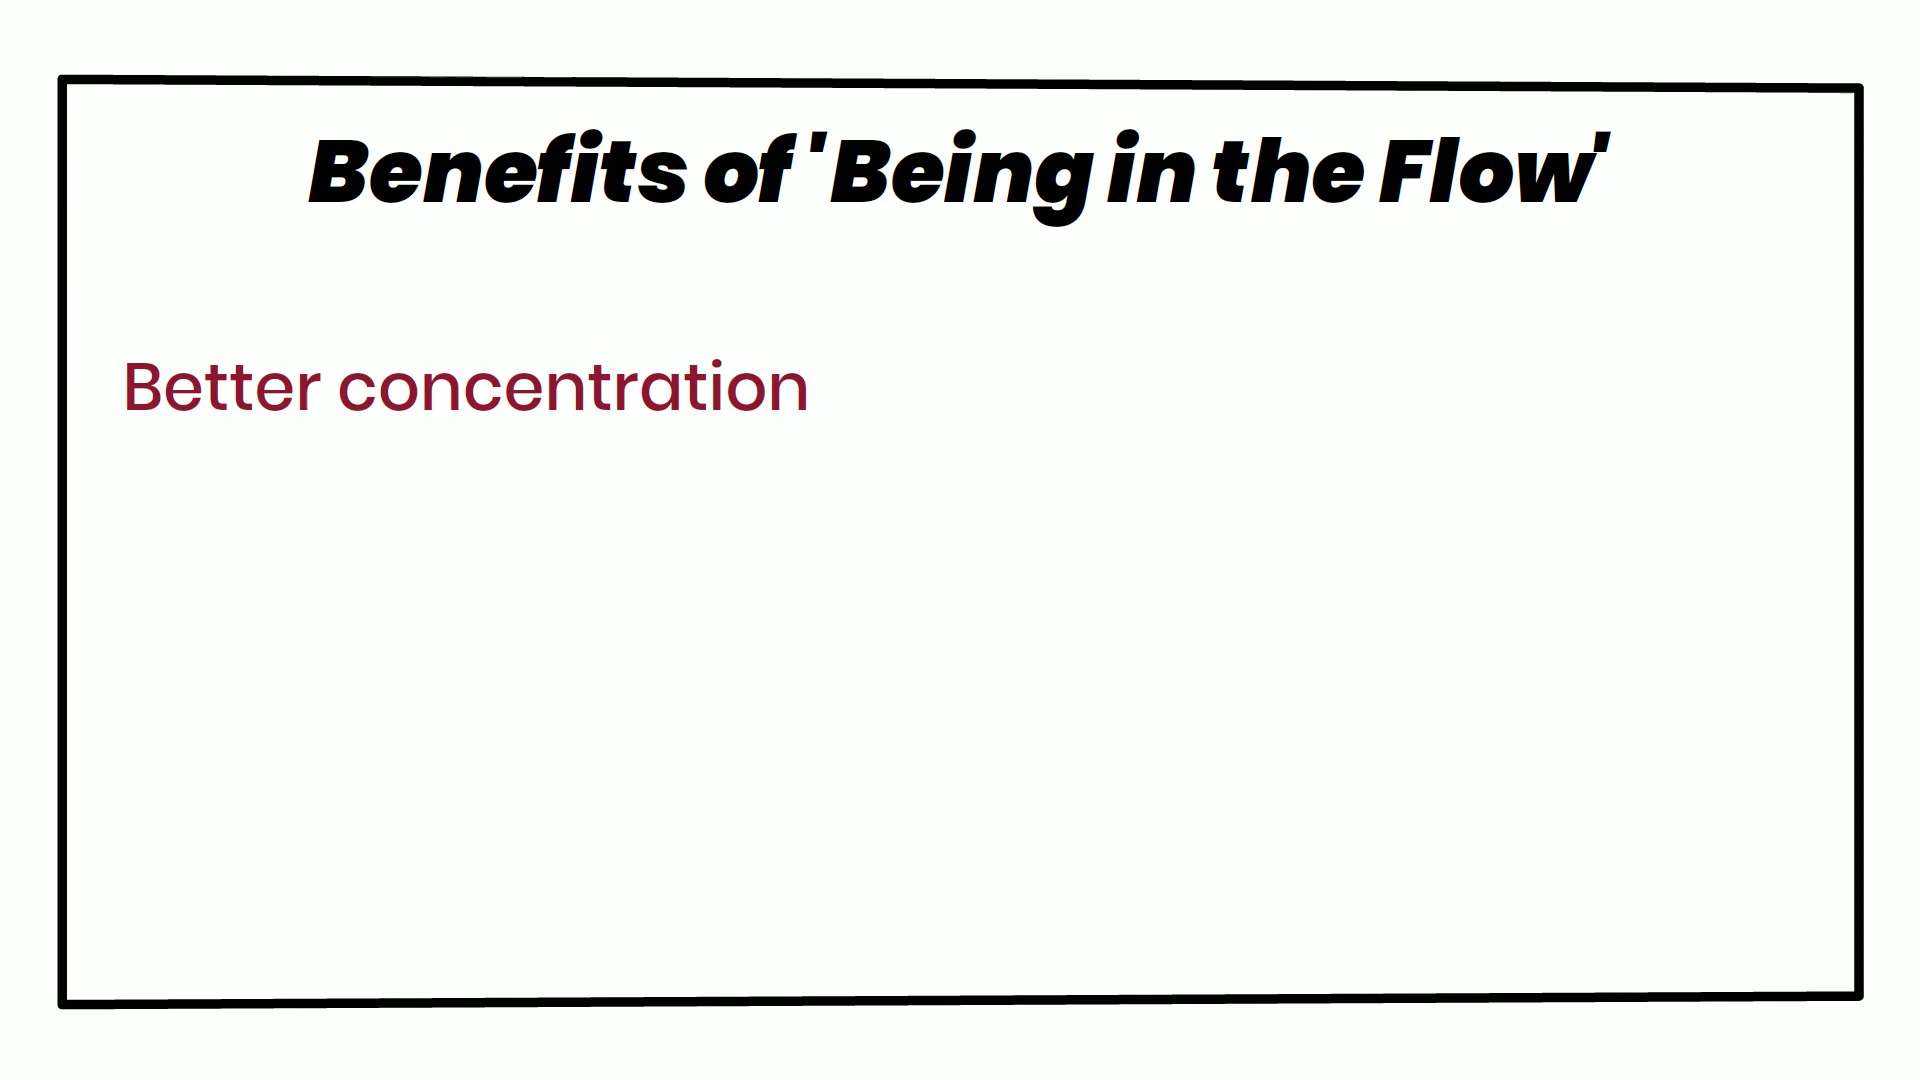 Benefits of 'Being in the Flow'
Better concentration